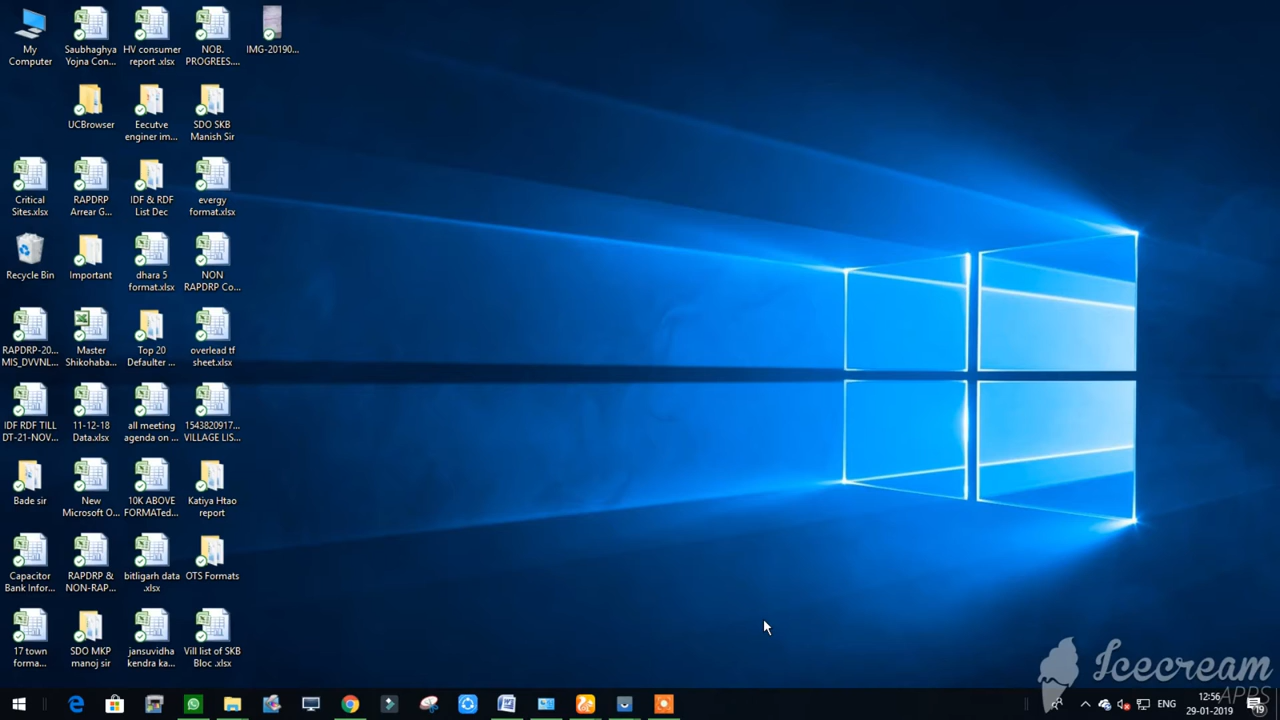 My
Computer
Saubhaghya
Yojna Con...
HV consumer
report .xlsx
NOB.
PROGREES....
IMG-20190...
UCBrowser
Eecutve
enginer im...
SDO SKB
Manish Sir
Critical
Sites.xlsx
RAPDRP
Arrear G...
IDF & RDF
List Dec
evergy
format.xlsx
Recycle Bin
Important
dhara 5
format.xlsx
NON
RAPDRP Co...
RAPDRP-20...
MIS_DVVNL...
Master
Shikohaba...
Top 20
Defaulter ...
overlead tf
sheet.xlsx
IDF RDF TILL
DT-21-NOV...
11-12-18
Data.xlsx
all meeting
agenda on ...
1543820917...
VILLAGE LIS...
Bade sir
New
Microsoft O...
10K ABOVE
FORMATed...
Katiya Htao
report
Capacitor
Bank Infor...
RAPDRP &
NON-RAP...
bitligarh data
.xlsx
OTS Formats
17 town
forma...
SDO MKP
manoj sir
jansuvidha
kendra ka...
Vill list of SKB
Bloc .xlsx
Icecream
APPS
ENG
12:56
29-01-2019
19